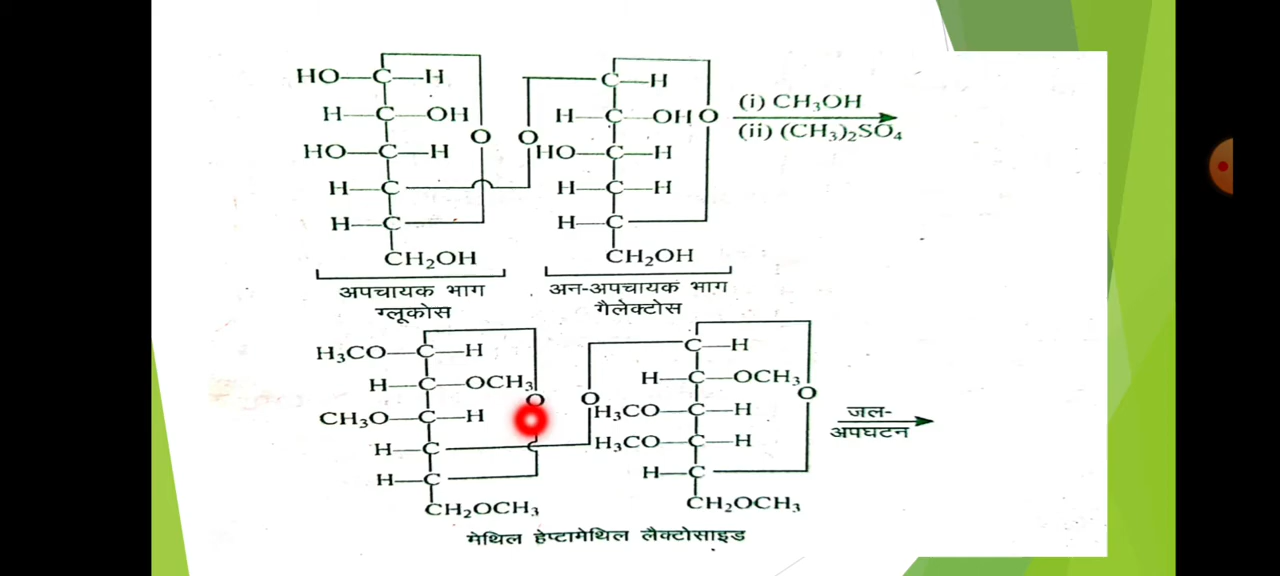 HO—C—H
H—C—OH
HO—C—H
H—C
H—C
CH₂OH
O
O
C—H
H—C—OH O
HO—C—H
H—C—H
H—C
CH₂OH
(i) CH₃OH
(ii) (CH₃)₂SO₄
अपचायक भाग
ग्लूकोस
अन-अपचायक भाग
गैलेक्टोस
H₃CO—C—H
H—C—OCH₃
CH₃O—C—H
H—C
H—C
CH₂OCH₃
O
O
C—H
H—C—OCH₃
H₃CO—C—H
H₃CO—C—H
H—C
CH₂OCH₃
O
जल-
अपघटन
मेथिल हेप्टामेथिल लैक्टोसाइड